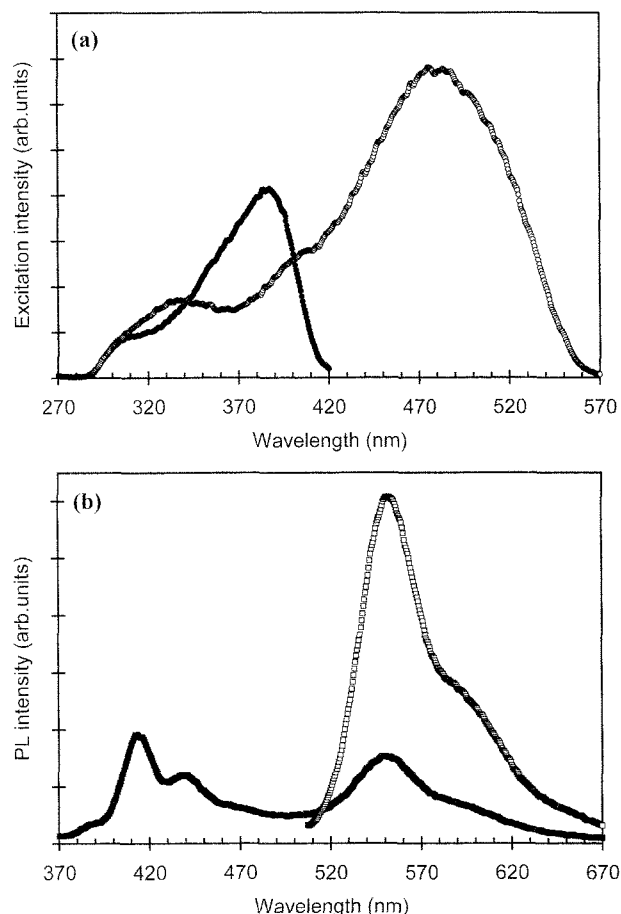 (a)
Excitation intensity (arb.units)
270 320 370 420 470 520 570
Wavelength (nm)
(b)
PL intensity (arb.units)
370 420 470 520 570 620 670
Wavelength (nm)